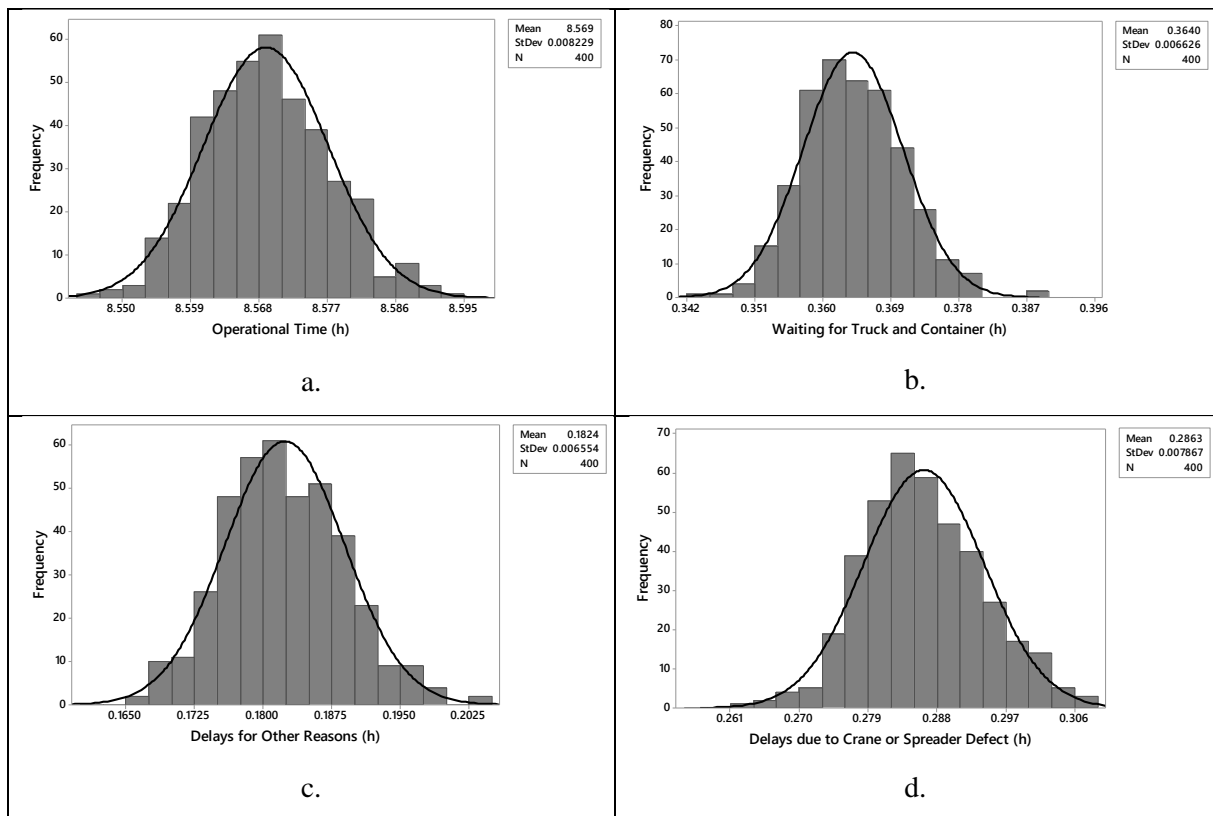 60
50
40
30
20
10
0
Frequency
8.550 8.559 8.568 8.577 8.586 8.595
Operational Time (h)
Mean 8.569
StDev 0.008229
N 400
a.
80
70
60
50
40
30
20
10
0
Frequency
0.342 0.351 0.360 0.369 0.378 0.387 0.396
Waiting for Truck and Container (h)
Mean 0.3640
StDev 0.006626
N 400
b.
60
50
40
30
20
10
0
Frequency
0.1650 0.1725 0.1800 0.1875 0.1950 0.2025
Delays for Other Reasons (h)
Mean 0.1824
StDev 0.006554
N 400
c.
70
60
50
40
30
20
10
0
Frequency
0.261 0.270 0.279 0.288 0.297 0.306
Delays due to Crane or Spreader Defect (h)
Mean 0.2863
StDev 0.007867
N 400
d.